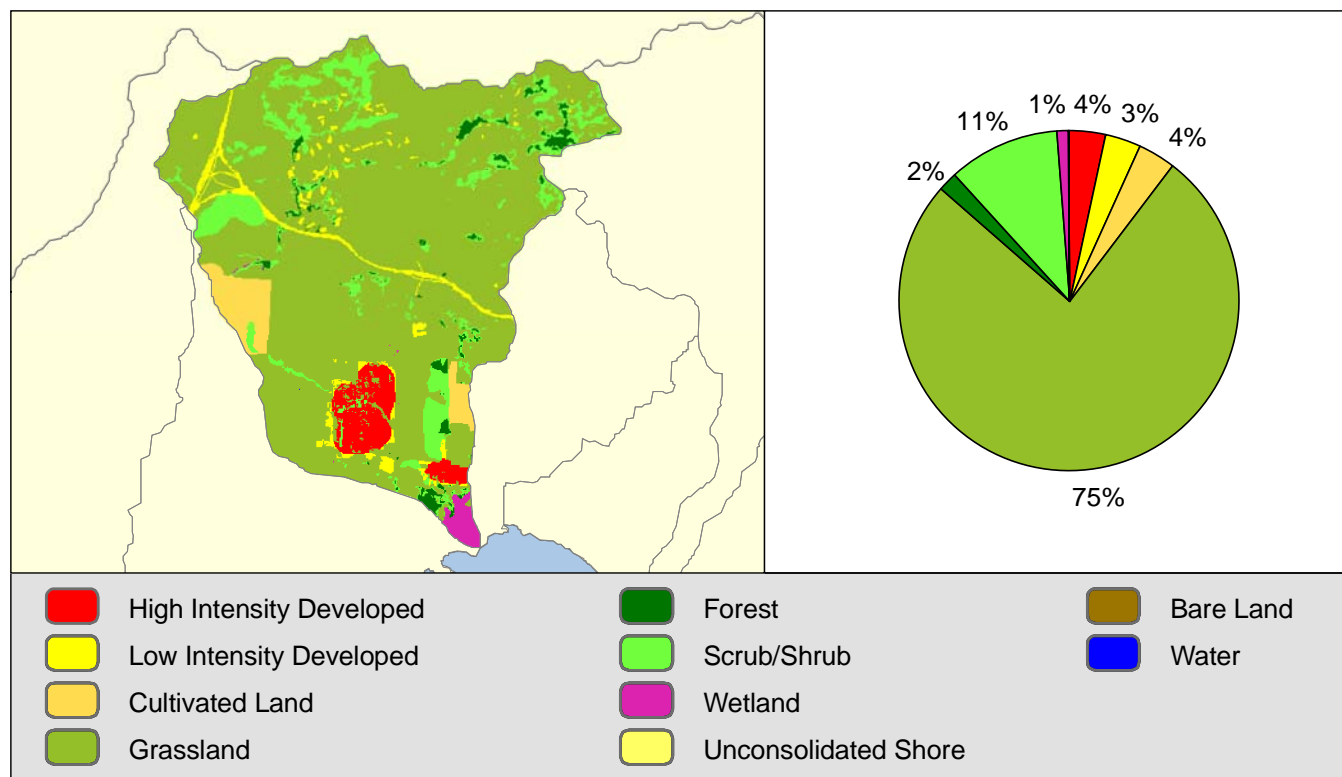 1%
4%
3%
4%
11%
2%
75%
High Intensity Developed
Low Intensity Developed
Cultivated Land
Grassland
Forest
Scrub/Shrub
Wetland
Unconsolidated Shore
Bare Land
Water